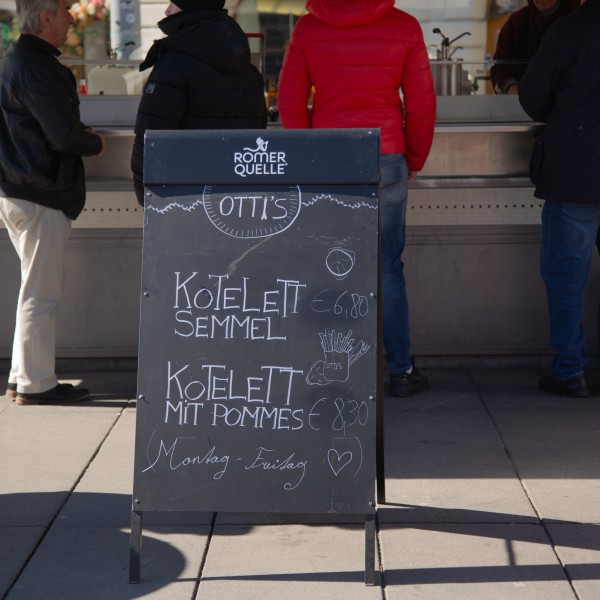 RÖMER
QUELLE
OTTI'S
KOTELETT
SEMMEL € 6,80
OTTI'S
KOTELETT
MIT POMMES € 8,30
(Montag - Freitag ♡)